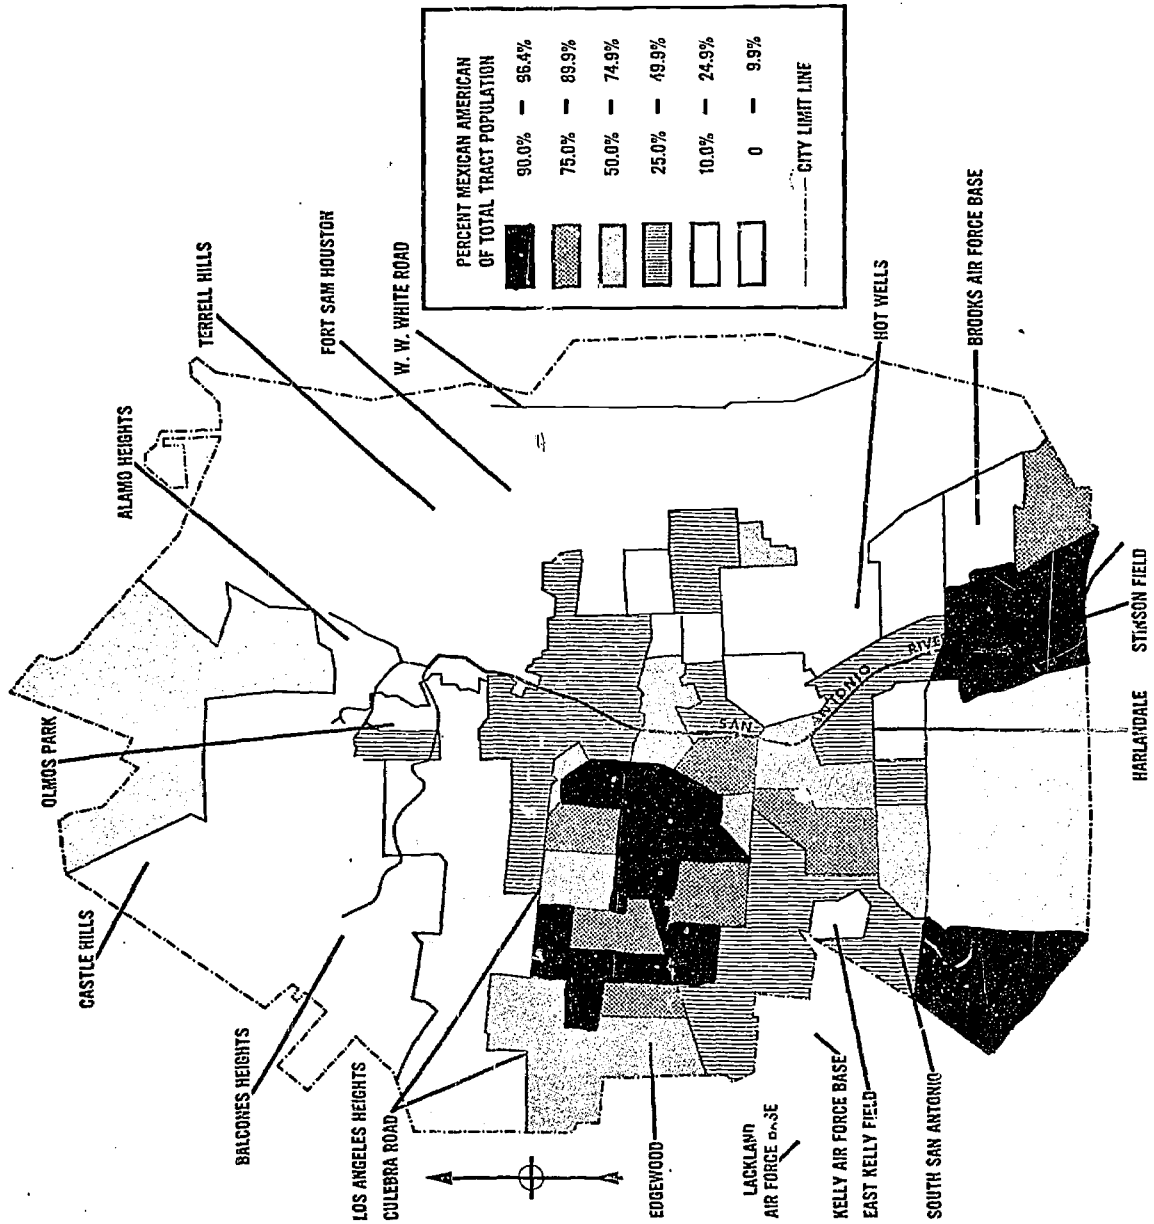 PERCENT MEXICAN AMERICAN
OF TOTAL TRACT POPULATION
90.0% – 96.4%
75.0% – 89.9%
50.0% – 74.9%
25.0% – 49.9%
10.0% – 24.9%
0 – 9.9%
CITY LIMIT LINE
TERRELL HILLS
FORT SAM HOUSTON
W. W. WHITE ROAD
HOT WELLS
BROOKS AIR FORCE BASE
ALAMO HEIGHTS
OLMOS PARK
CASTLE HILLS
BALCONES HEIGHTS
LOS ANGELES HEIGHTS
CULEBRA ROAD
EDGEWOOD
LACKLAND
AIR FORCE BASE
KELLY AIR FORCE BASE
EAST KELLY FIELD
SOUTH SAN ANTONIO
HARLANDALE
STINSON FIELD
SAN ANTONIO RIVER